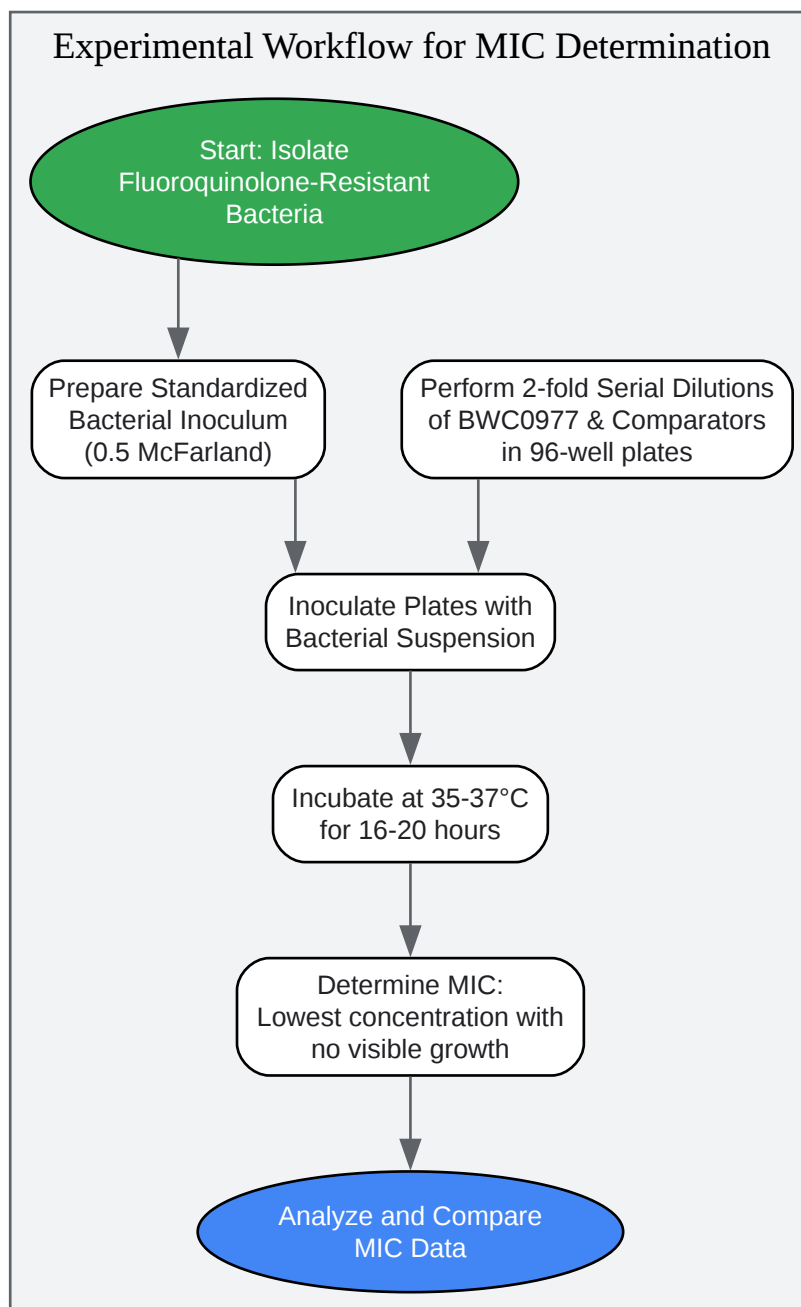 Experimental Workflow for MIC Determination
Start: Isolate
Fluoroquinolone-Resistant
Bacteria
Prepare Standardized
Bacterial Inoculum
(0.5 McFarland)
Perform 2-fold Serial Dilutions
of BWC0977 & Comparators
in 96-well plates
Inoculate Plates with
Bacterial Suspension
Incubate at 35-37°C
for 16-20 hours
Determine MIC:
Lowest concentration with
no visible growth
Analyze and Compare
MIC Data